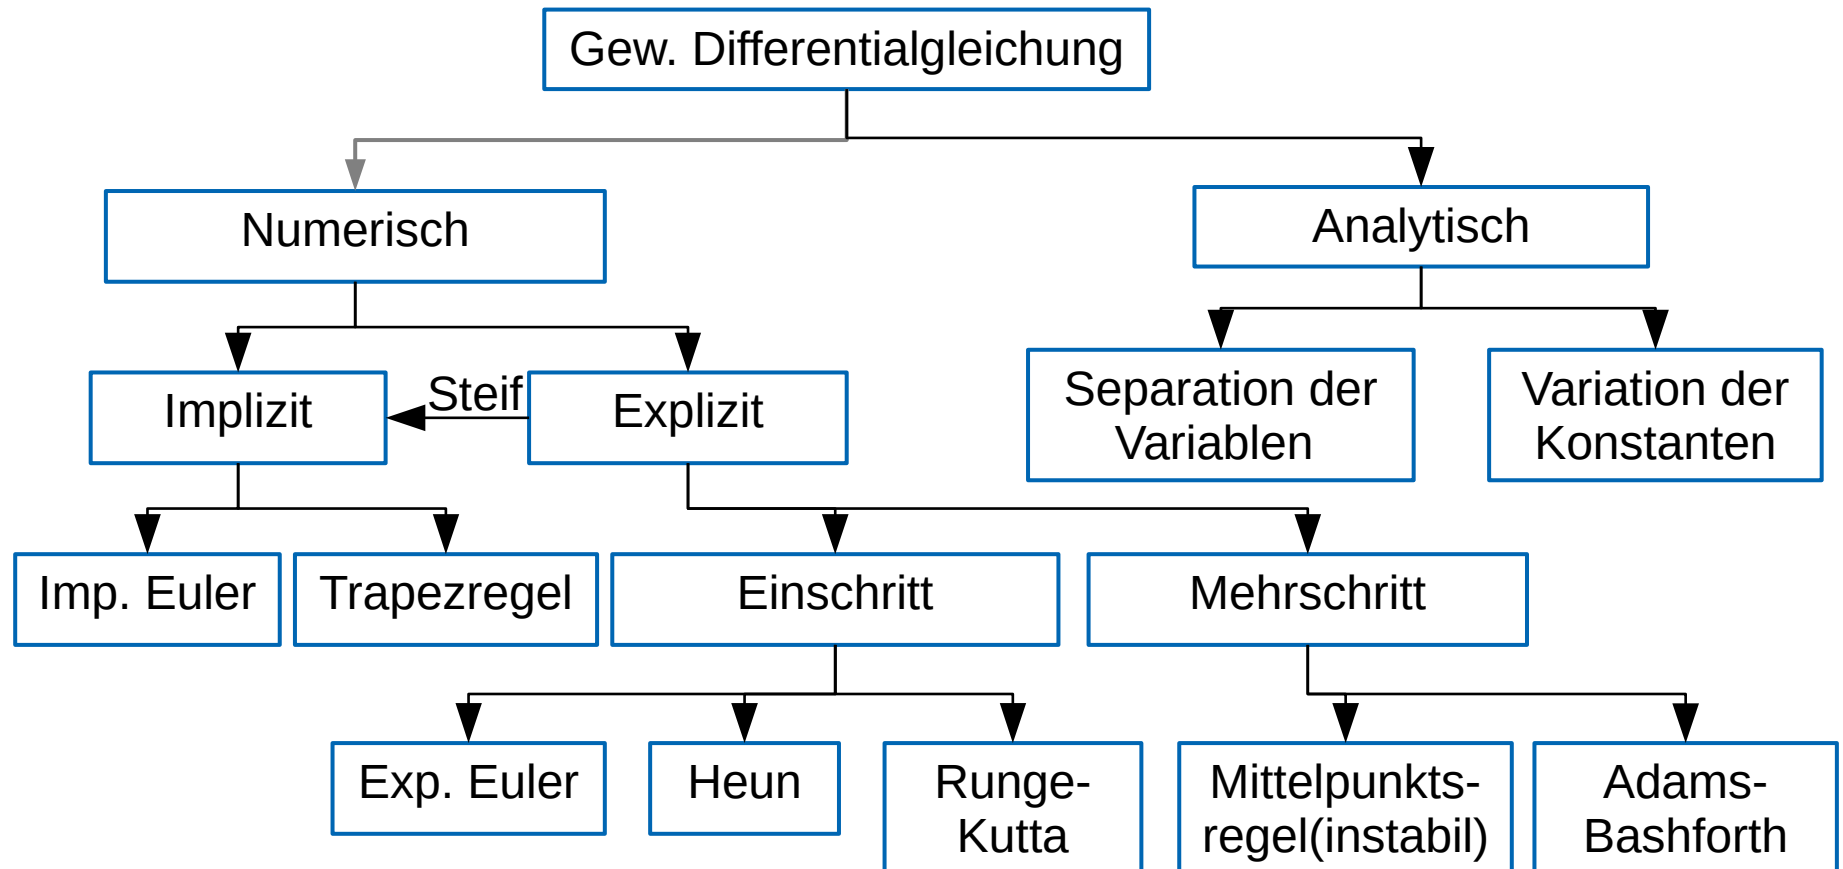 Gew. Differentialgleichung
Numerisch
Analytisch
Implizit
Steif
Explizit
Separation der
Variablen
Variation der
Konstanten
Imp. Euler
Trapezregel
Einschritt
Mehrschritt
Exp. Euler
Heun
Runge-
Kutta
Mittelpunkts-
regel(instabil)
Adams-
Bashforth